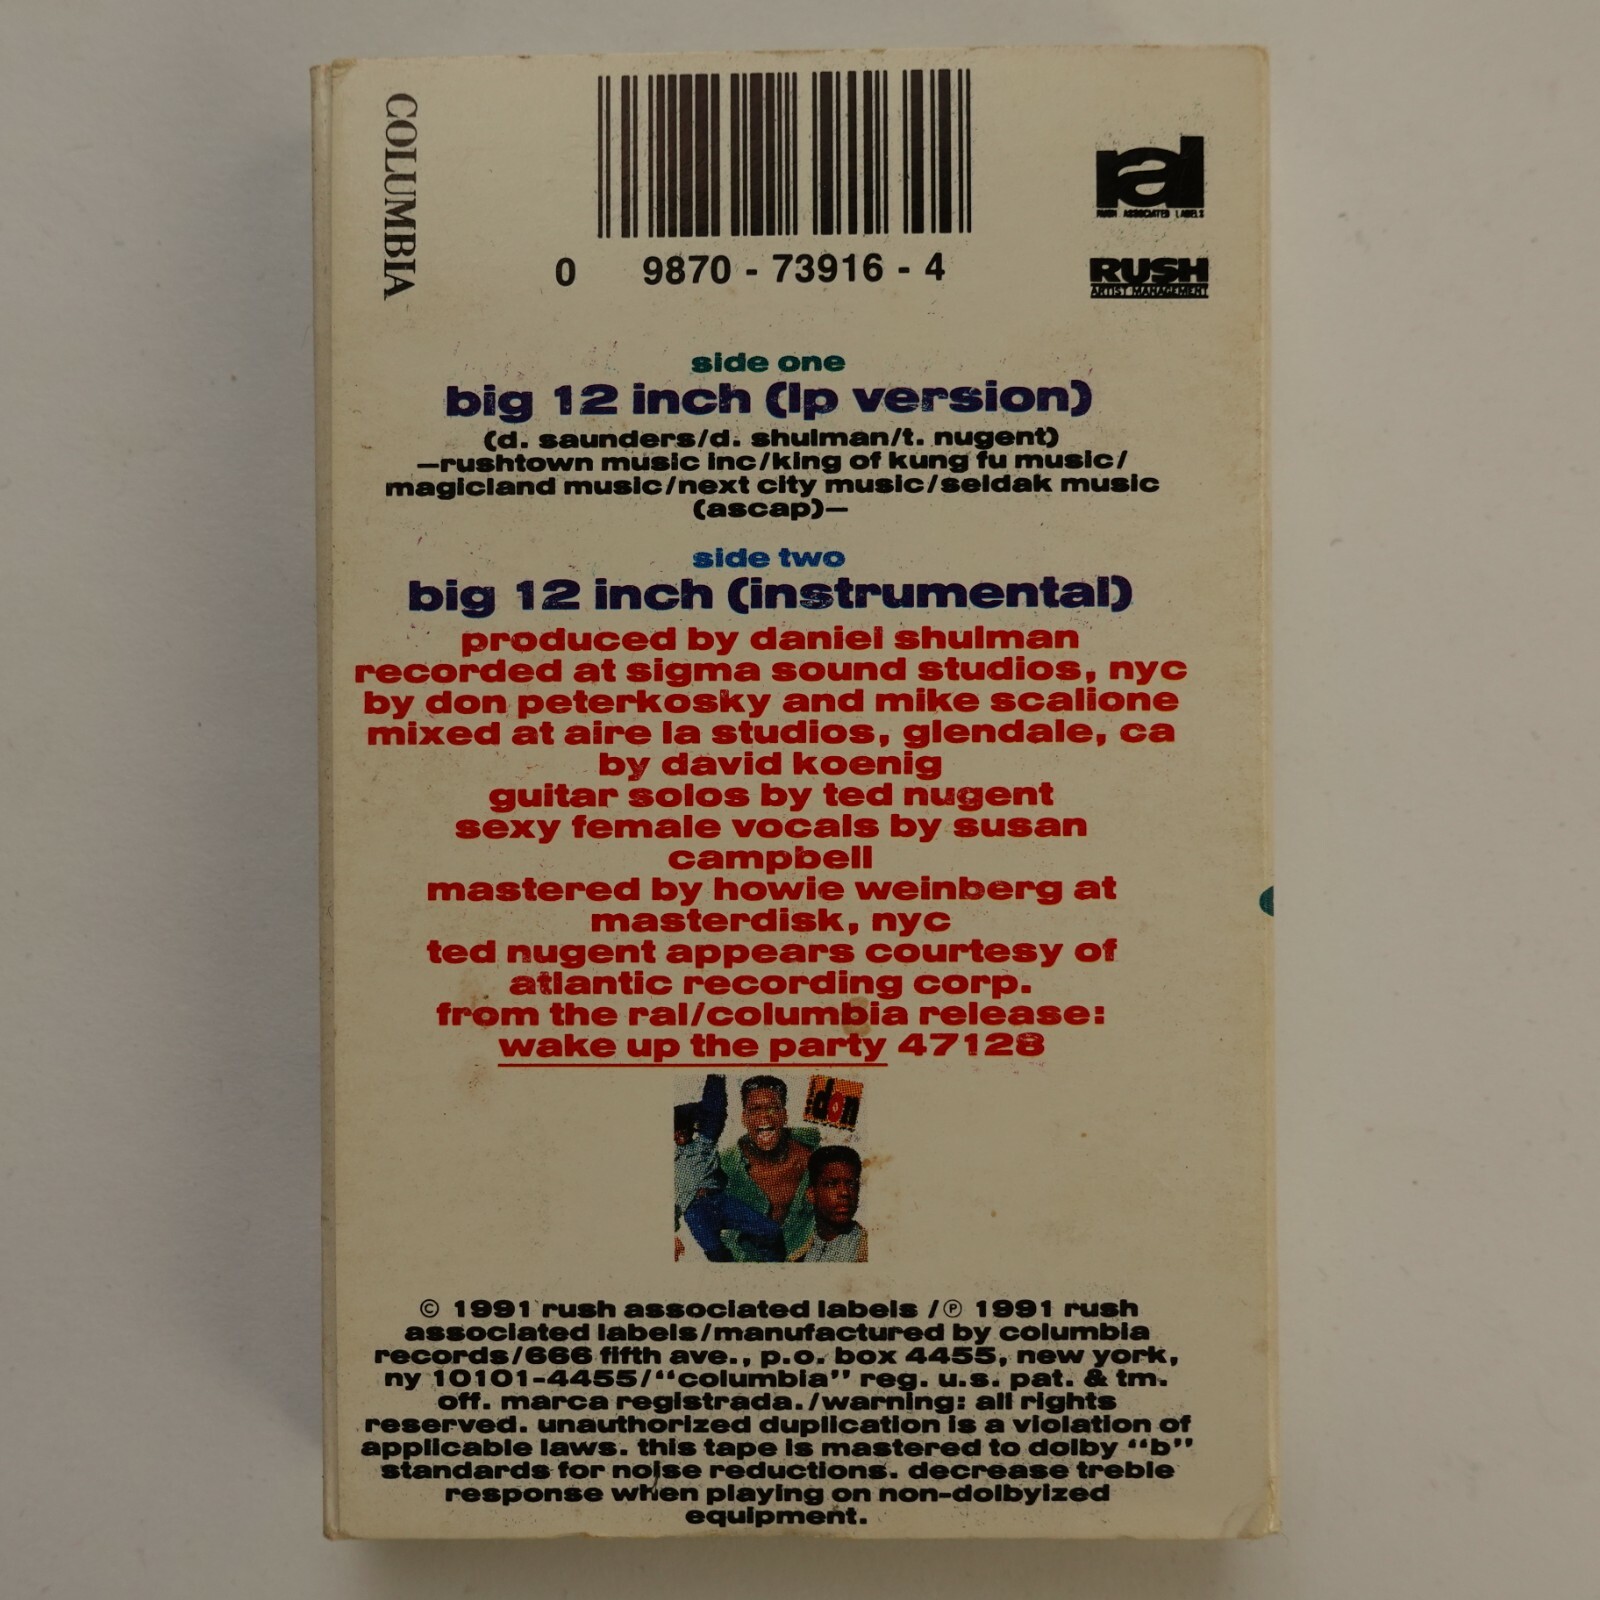 COLUMBIA
0 9870 - 73916 - 4
ral
RUSH ASSOCIATED LABELS
RUSH
ARTIST MANAGEMENT
side one
big 12 inch (lp version)
(d. saunders/d. shulman/t. nugent)
—rushtown music inc/king of kung fu music/
magicland music/next city music/seldak music
(ascap)—
side two
big 12 inch (instrumental)
produced by daniel shulman
recorded at sigma sound studios, nyc
by don peterkosky and mike scalione
mixed at aire la studios, glendale, ca
by david koenig
guitar solos by ted nugent
sexy female vocals by susan
campbell
mastered by howie weinberg at
masterdisk, nyc
ted nugent appears courtesy of
atlantic recording corp.
from the ral/columbia release:
wake up the party 47128
don
© 1991 rush associated labels /℗ 1991 rush
associated labels/manufactured by columbia
records/666 fifth ave., p.o. box 4455, new york,
ny 10101-4455/"columbia" reg. u.s. pat. & tm.
off. marca registrada./warning: all rights
reserved. unauthorized duplication is a violation of
applicable laws. this tape is mastered to dolby "b"
standards for noise reductions. decrease treble
response when playing on non-dolbyized
equipment.